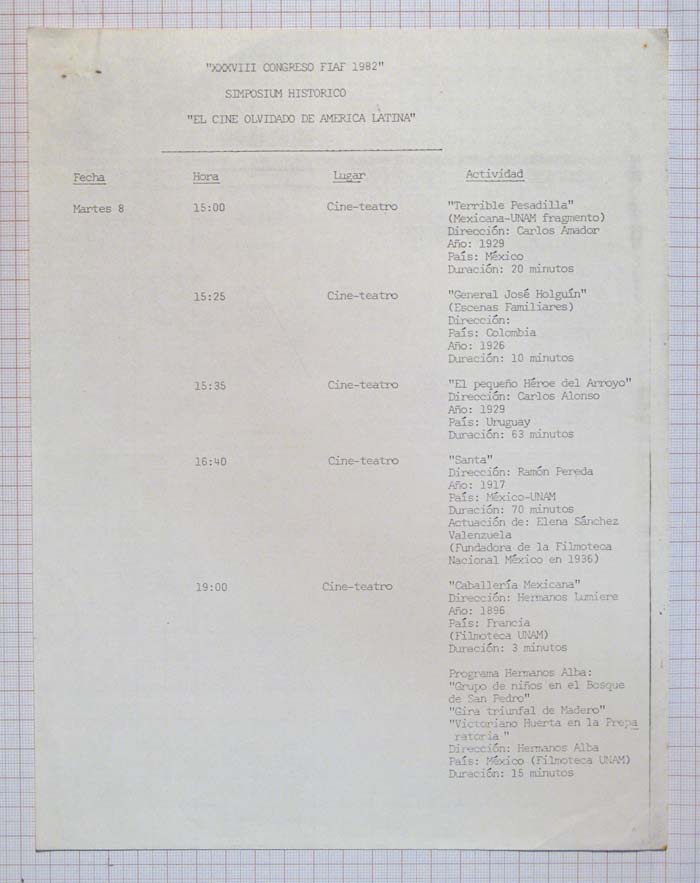 "XXXVIII CONGRESO FIAF 1982"
SIMPOSIUM HISTORICO
"EL CINE OLVIDADO DE AMERICA LATINA"
Fecha Hora Lugar Actividad
Martes 8 15:00 Cine-teatro "Terrible Pesadilla"
(Mexicana-UNAM fragmento)
Dirección: Carlos Amador
Año: 1929
País: México
Duración: 20 minutos
15:25 Cine-teatro "General José Holguín"
(Escenas Familiares)
Dirección:
País: Colombia
Año: 1926
Duración: 10 minutos
15:35 Cine-teatro "El pequeño Héroe del Arroyo"
Dirección: Carlos Alonso
Año: 1929
País: Uruguay
Duración: 63 minutos
16:40 Cine-teatro "Santa"
Dirección: Ramón Pereda
Año: 1917
País: México-UNAM
Duración: 70 minutos
Actuación de: Elena Sánchez
Valenzuela
(Fundadora de la Filmoteca
Nacional México en 1936)
19:00 Cine-teatro "Caballería Mexicana"
Dirección: Hermanos Lumiere
Año: 1896
País: Francia
(Filmoteca UNAM)
Duración: 3 minutos
Programa Hermanos Alba:
"Grupo de niños en el Bosque
de San Pedro"
"Gira triunfal de Madero"
"Victoriano Huerta en la Prepa
ratoria "
Dirección: Hermanos Alba
País: México (Filmoteca UNAM)
Duración: 15 minutos